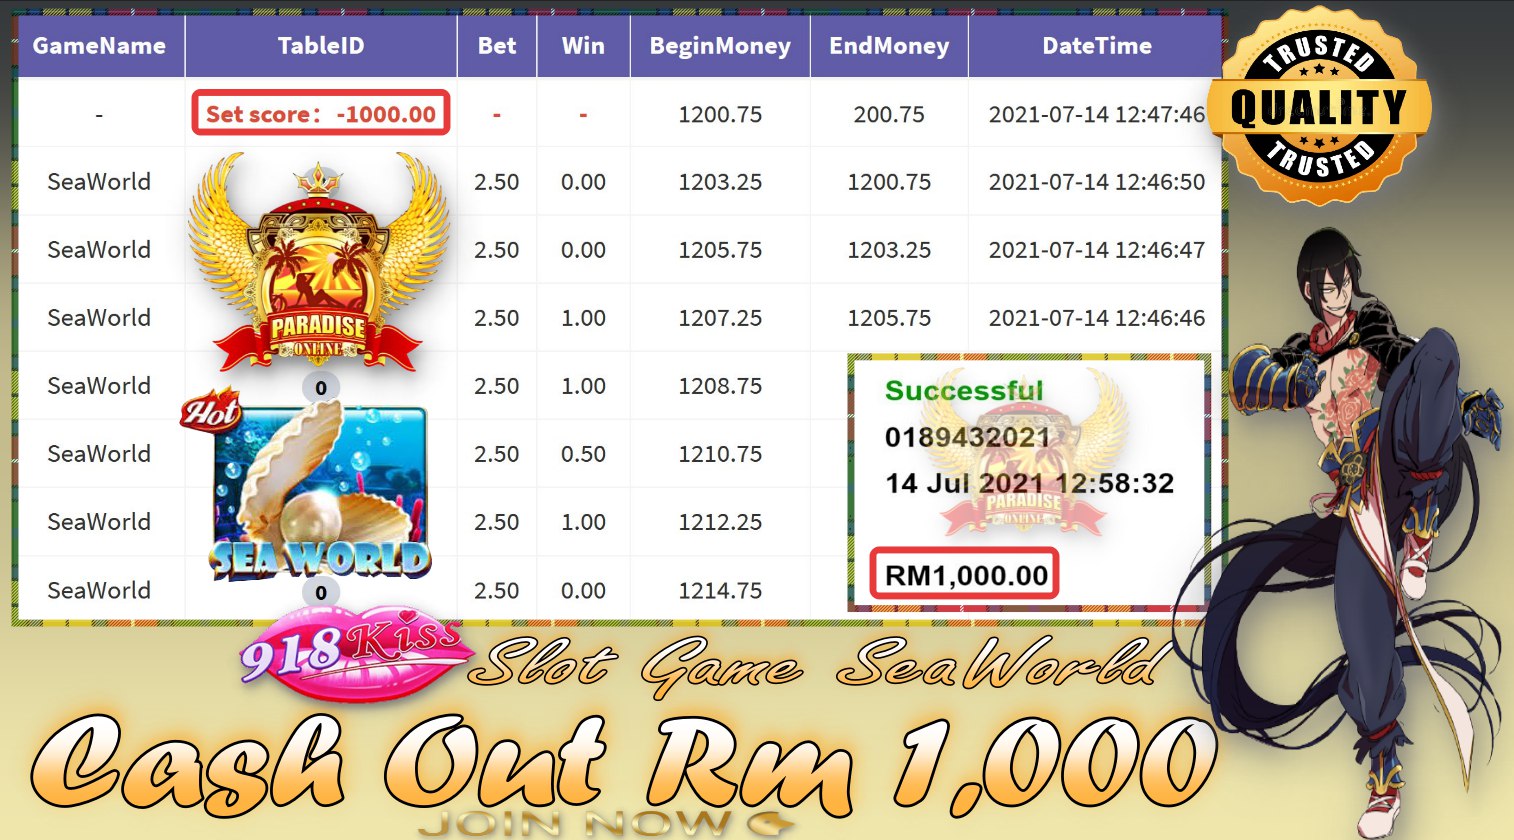 GameName TableID Bet Win BeginMoney EndMoney DateTime
- Set score: -1000.00 - - 1200.75 200.75 2021-07-14 12:47:46
SeaWorld 2.50 0.00 1203.25 1200.75 2021-07-14 12:46:50
SeaWorld 2.50 0.00 1205.75 1203.25 2021-07-14 12:46:47
SeaWorld 2.50 1.00 1207.25 1205.75 2021-07-14 12:46:46
SeaWorld 0 2.50 1.00 1208.75
SeaWorld 2.50 0.50 1210.75
SeaWorld 2.50 1.00 1212.25
SeaWorld 0 2.50 0.00 1214.75
TRUSTED
QUALITY
TRUSTED
PARADISE
ONLINE
Hot
SEA WORLD
Successful
0189432021
14 Jul 2021 12:58:32
PARADISE
ONLINE
RM1,000.00
918Kiss
Slot Game SeaWorld
Cash Out Rm 1,000
JOIN NOW